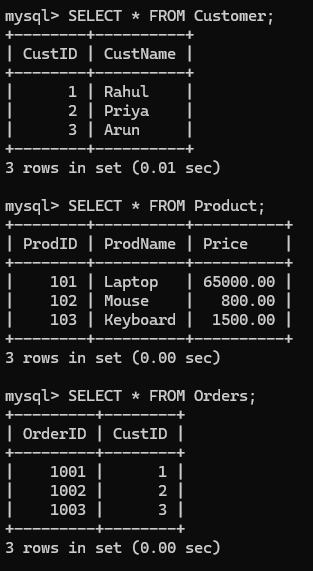 mysql> SELECT * FROM Customer;
+--------+----------+
| CustID | CustName |
+--------+----------+
|      1 | Rahul    |
|      2 | Priya    |
|      3 | Arun     |
+--------+----------+
3 rows in set (0.01 sec)

mysql> SELECT * FROM Product;
+--------+----------+----------+
| ProdID | ProdName | Price    |
+--------+----------+----------+
|    101 | Laptop   | 65000.00 |
|    102 | Mouse    |   800.00 |
|    103 | Keyboard |  1500.00 |
+--------+----------+----------+
3 rows in set (0.00 sec)

mysql> SELECT * FROM Orders;
+---------+--------+
| OrderID | CustID |
+---------+--------+
|    1001 |      1 |
|    1002 |      2 |
|    1003 |      3 |
+---------+--------+
3 rows in set (0.00 sec)